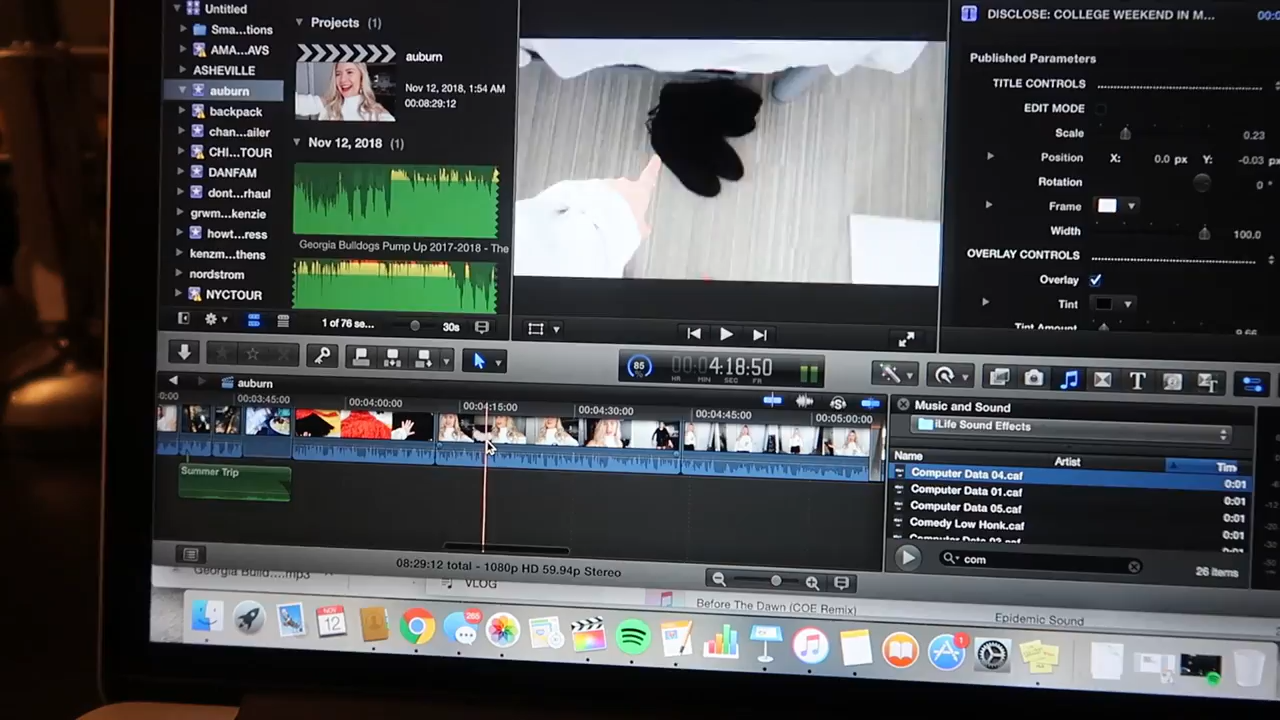 Untitled
Sma...tions
AMA...AVS
ASHEVILLE
auburn
backpack
chan...ailer
CHI...TOUR
DANFAM
dont...rhaul
grwm...kenzie
howt...ress
kenzm...thens
nordstrom
NYCTOUR
Projects (1)
auburn
Nov 12, 2018, 1:54 AM
00:08:29:12
Nov 12, 2018 (1)
Georgia Bulldogs Pump Up 2017-2018 - The
1 of 76 se...
30s
DISCLOSE: COLLEGE WEEKEND IN M...
00:0
Published Parameters
TITLE CONTROLS
EDIT MODE
Scale 0.23
Position X: 0.0 px Y: -0.03 px
Rotation 0°
Frame
Width 100.0
OVERLAY CONTROLS
Overlay
Tint
Tint Amount
85 00:04:18:50
HR MIN SEC FR
auburn
00:03:45:00 00:04:00:00 00:04:15:00 00:04:30:00 00:04:45:00 00:05:00:00
Summer Trip
08:29:12 total - 1080p HD 59.94p Stereo
Music and Sound
iLife Sound Effects
Name Artist Tim
Computer Data 04.caf 0:01
Computer Data 01.caf 0:01
Computer Data 05.caf 0:01
Comedy Low Honk.caf 0:01
com
26 items
Georgia Build....mp3
VLOG
Before The Dawn (COE Remix)
Epidemic Sound
NOV
12
265
1